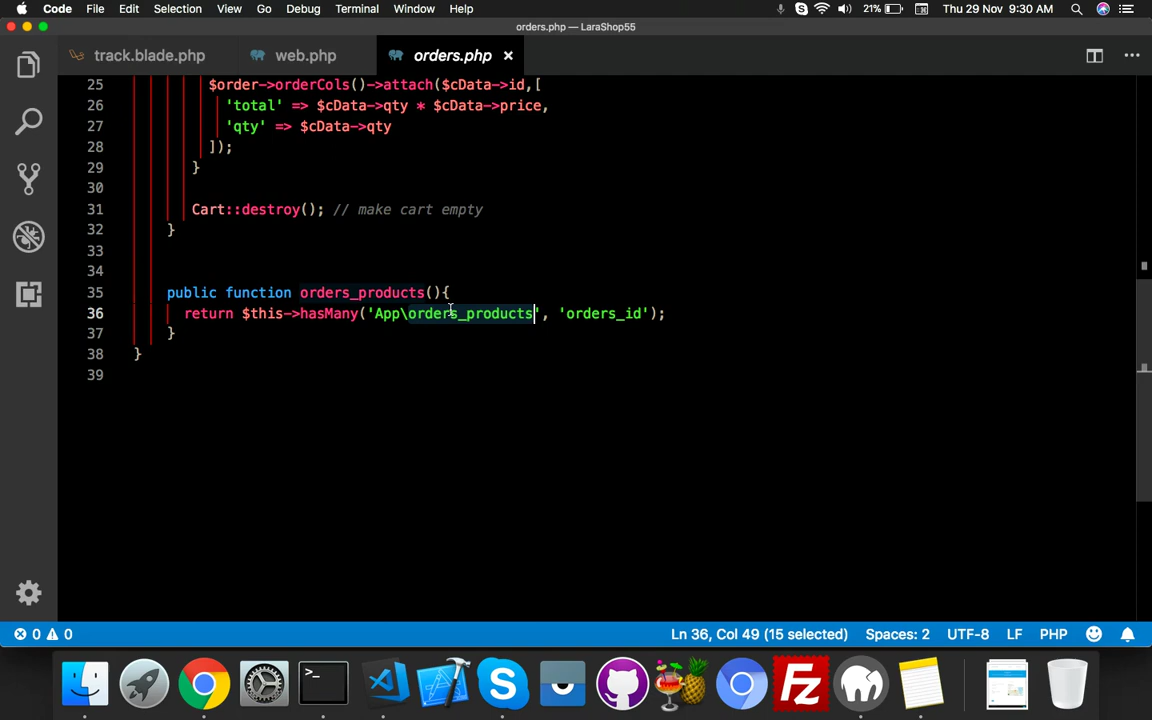 Code File Edit Selection View Go Debug Terminal Window Help 21% Thu 29 Nov 9:30 AM
orders.php — LaraShop55
track.blade.php web.php orders.php ×
25 $order->orderCols()->attach($cData->id,[
26 'total' => $cData->qty * $cData->price,
27 'qty' => $cData->qty
28 ]);
29 }
30
31 Cart::destroy(); // make cart empty
32 }
33
34
35 public function orders_products(){
36 return $this->hasMany('App\orders_products', 'orders_id');
37 }
38 }
39
0 0 Ln 36, Col 49 (15 selected) Spaces: 2 UTF-8 LF PHP